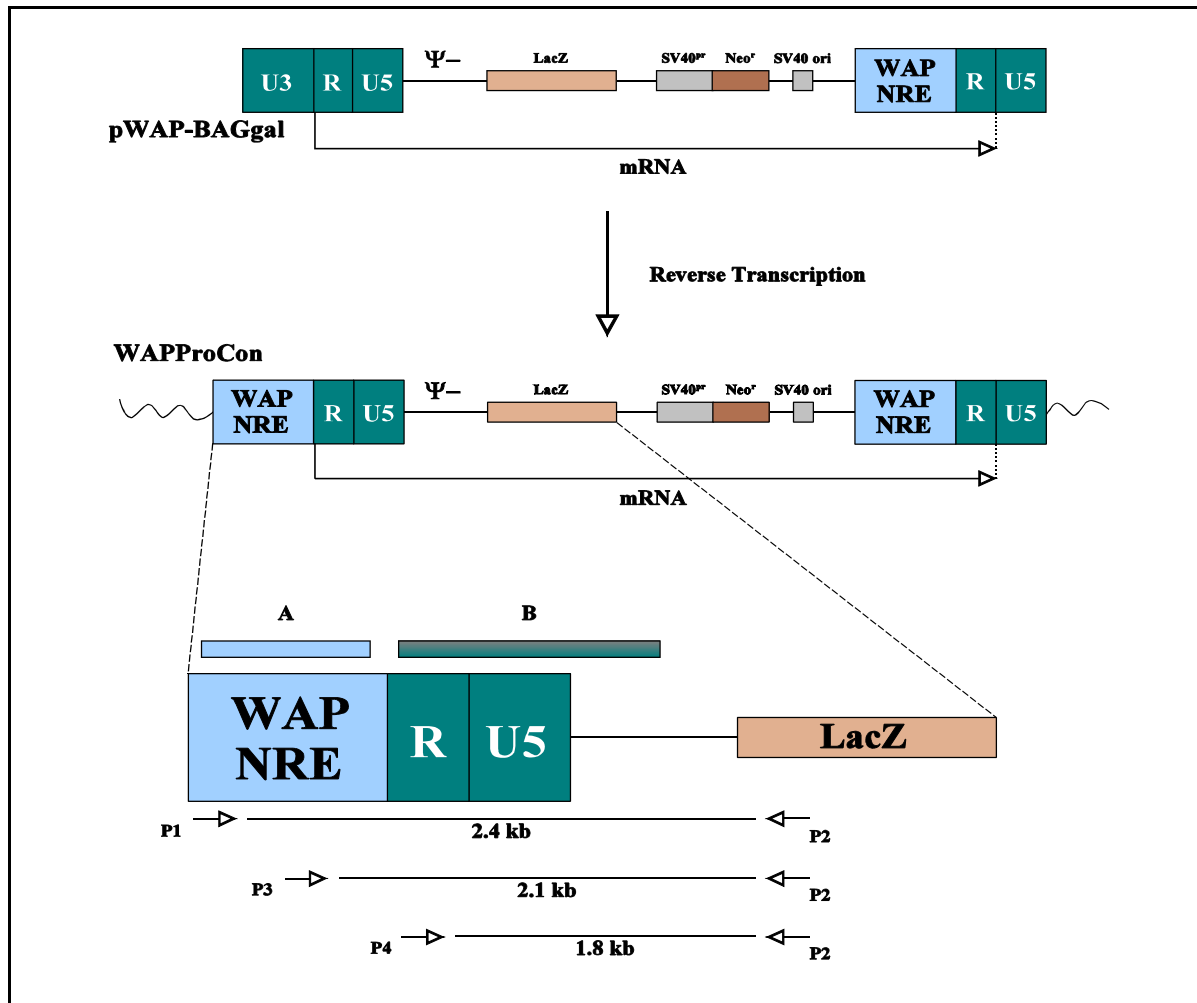 Ψ– LacZ SV40ᵖʳ Neoʳ SV40 ori
U3 R U5 WAP NRE R U5
pWAP-BAGgal
mRNA
Reverse Transcription
WAPProCon
Ψ– LacZ SV40ᵖʳ Neoʳ SV40 ori
WAP NRE R U5 WAP NRE R U5
mRNA
A B
WAP NRE R U5 LacZ
P1 2.4 kb P2
P3 2.1 kb P2
P4 1.8 kb P2